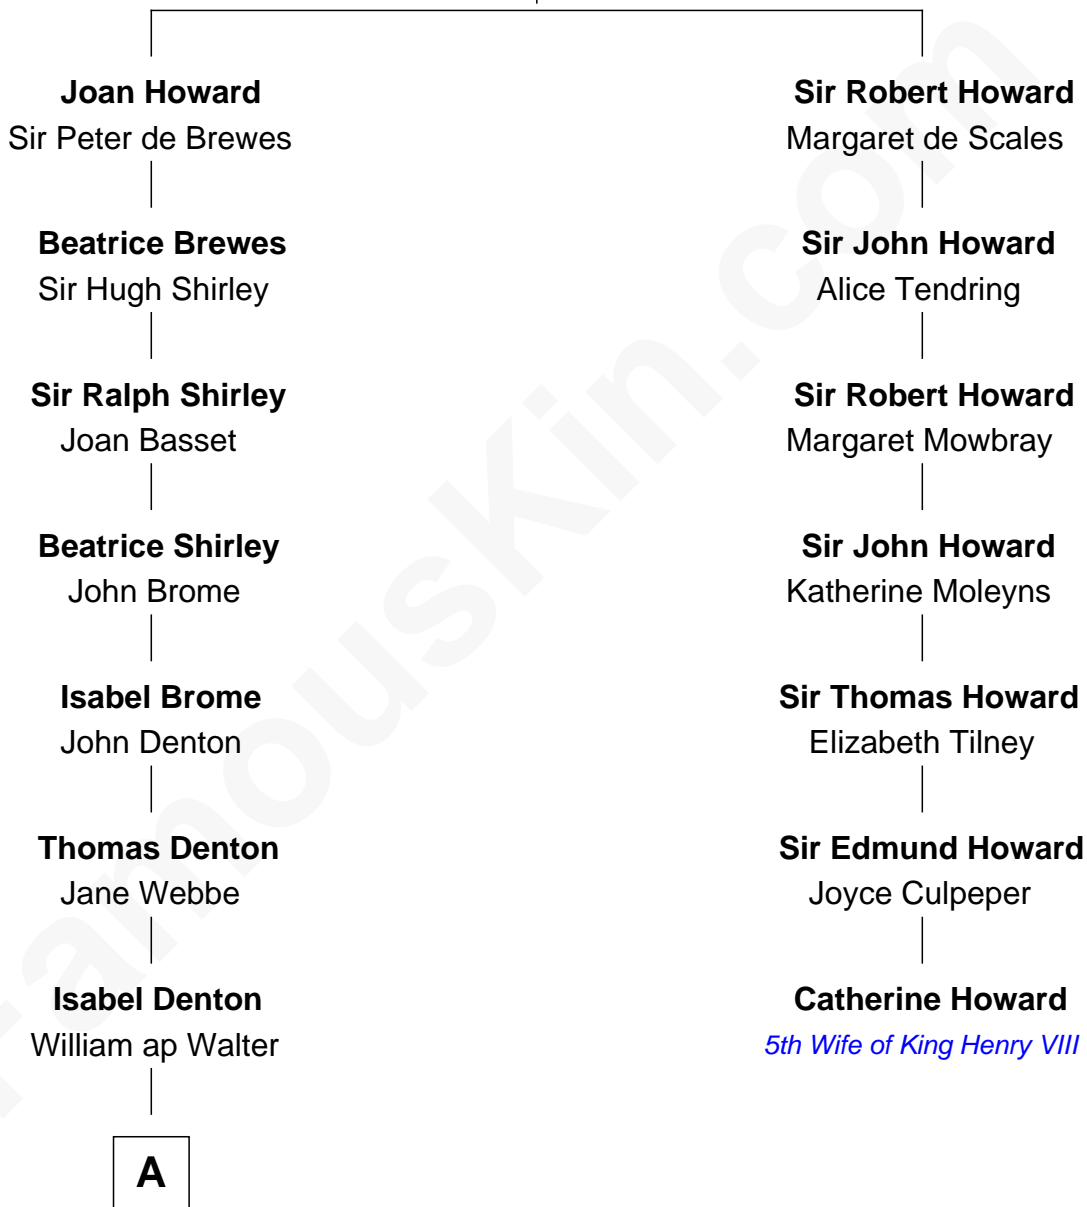 Joan Howard
Sir Peter de Brewes
Beatrice Brewes
Sir Hugh Shirley
Sir Ralph Shirley
Joan Basset
Beatrice Shirley
John Brome
Isabel Brome
John Denton
Thomas Denton
Jane Webbe
Isabel Denton
William ap Walter
A
Sir Robert Howard
Margaret de Scales
Sir John Howard
Alice Tendring
Sir Robert Howard
Margaret Mowbray
Sir John Howard
Katherine Moleyns
Sir Thomas Howard
Elizabeth Tilney
Sir Edmund Howard
Joyce Culpeper
Catherine Howard
5th Wife of King Henry VIII
FamousKin.com